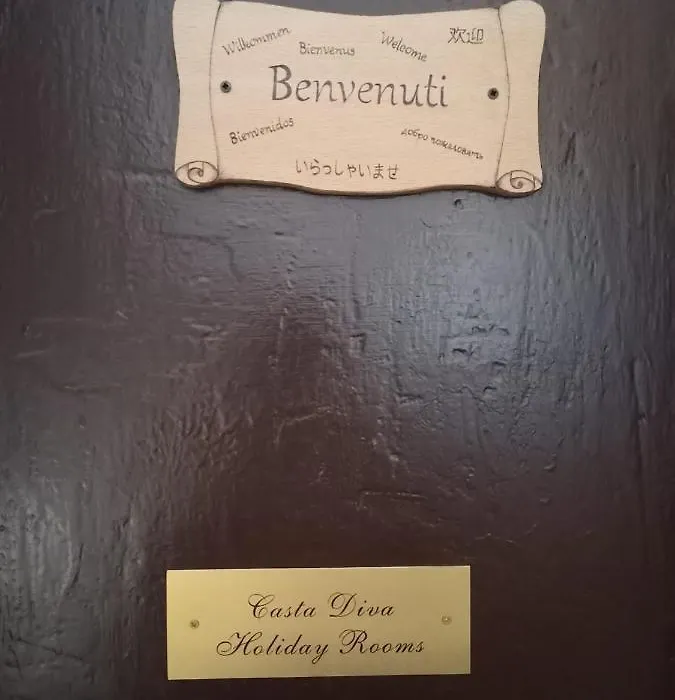 Willkommen
Bienvenus
Welcome
欢迎
Benvenuti
Bienvenidos
добро пожаловать
いらっしゃいませ
Casta Diva
Holiday Rooms